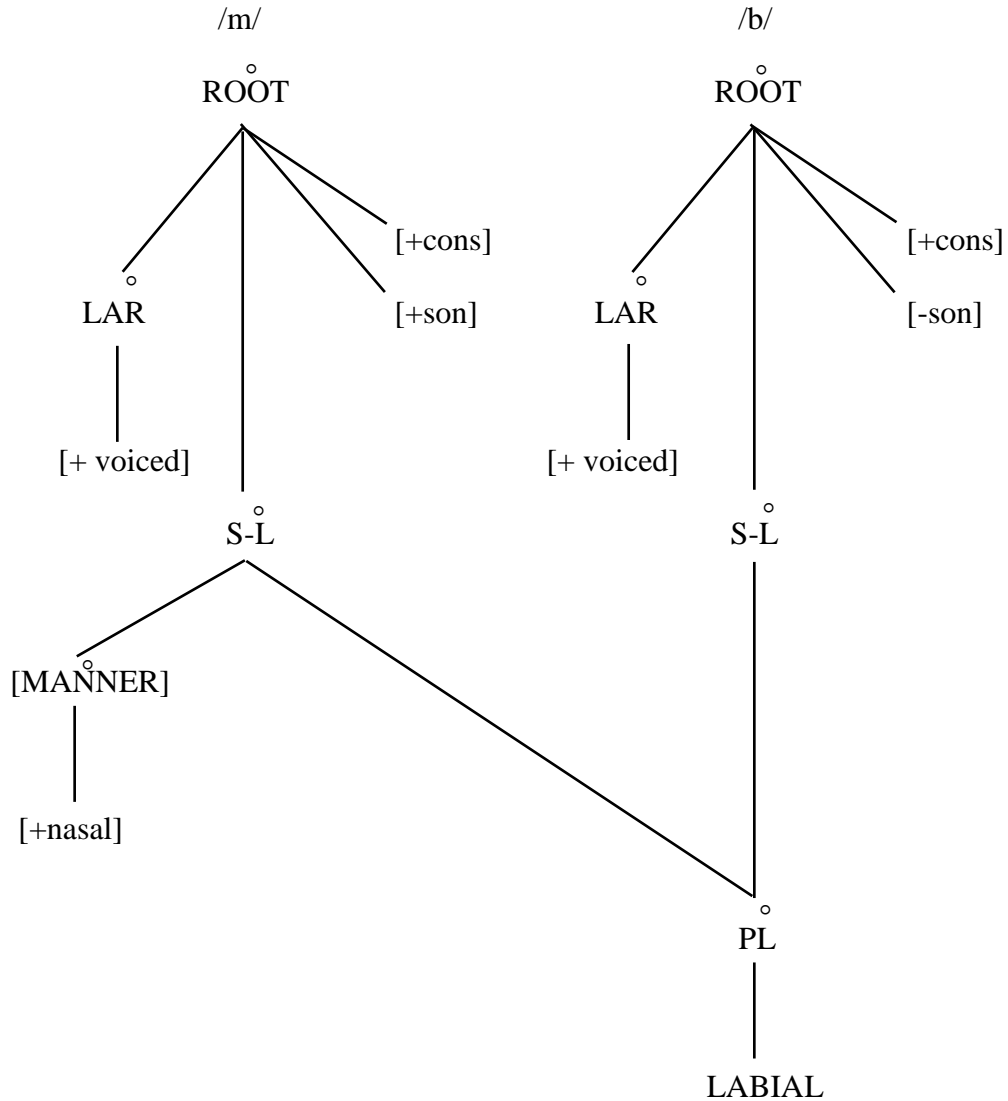 /m/ /b/
ROOT ROOT
[+cons] [+cons]
LAR [+son] LAR [-son]
[+ voiced] [+ voiced]
S-L S-L
[MANNER]
[+nasal]
PL
LABIAL